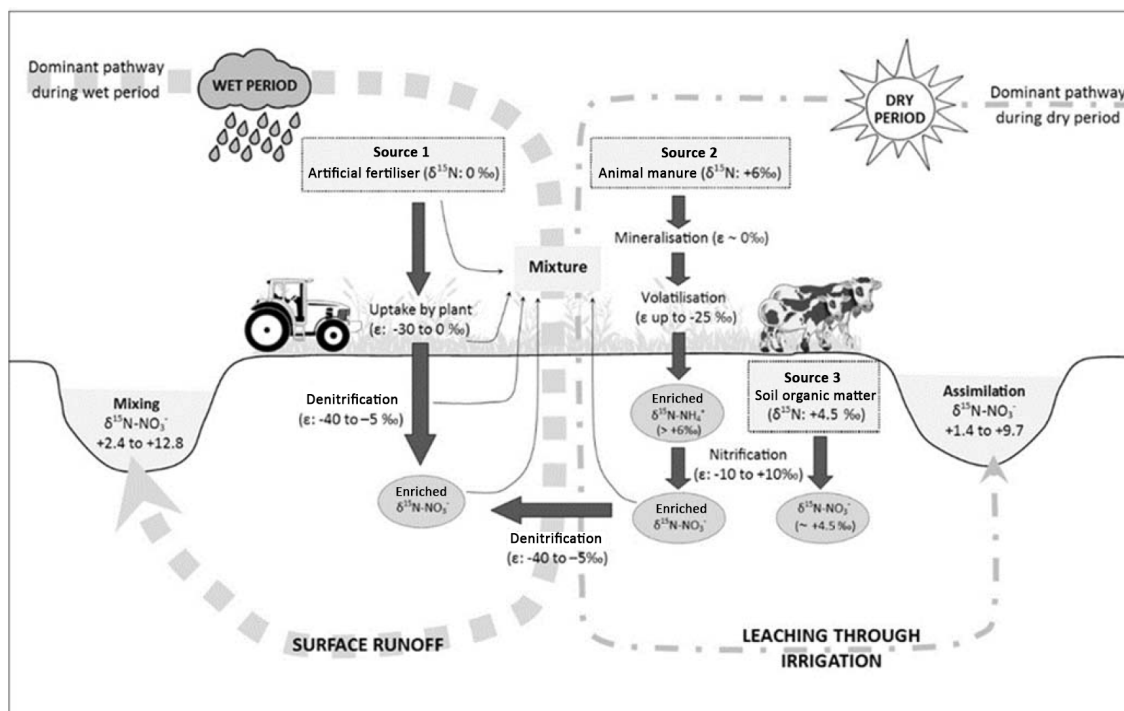 Dominant pathway
during wet period
WET PERIOD
DRY
PERIOD
Dominant pathway
during dry period
Source 1
Artificial fertiliser (δ¹⁵N: 0 ‰)
Source 2
Animal manure (δ¹⁵N: +6‰)
Mineralisation (ε ~ 0‰)
Mixture
Volatilisation
(ε up to -25 ‰)
Uptake by plant
(ε: -30 to 0 ‰)
Source 3
Soil organic matter
(δ¹⁵N: +4.5 ‰)
Mixing
δ¹⁵N-NO₃⁻
+2.4 to +12.8
Denitrification
(ε: -40 to –5 ‰)
Enriched
δ¹⁵N-NH₄⁺
(> +6‰)
Assimilation
δ¹⁵N-NO₃⁻
+1.4 to +9.7
Nitrification
(ε: -10 to +10‰)
Enriched
δ¹⁵N-NO₃⁻
Enriched
δ¹⁵N-NO₃⁻
δ¹⁵N-NO₃⁻
(~ +4.5 ‰)
Denitrification
(ε: -40 to –5‰)
SURFACE RUNOFF
LEACHING THROUGH
IRRIGATION